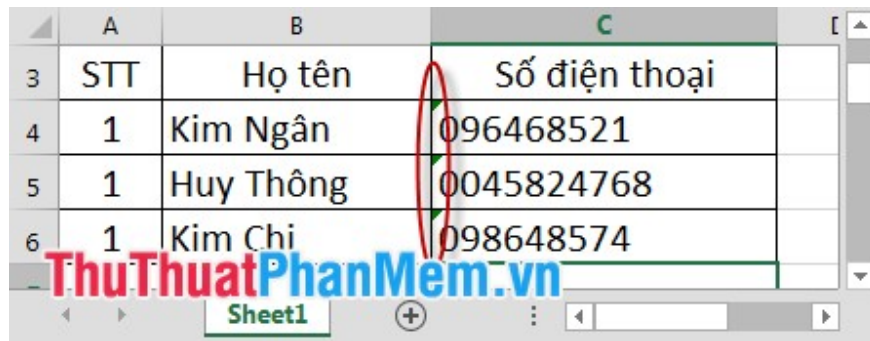 A B C D
3 STT Họ tên Số điện thoại
4 1 Kim Ngân 096468521
5 1 Huy Thông 0045824768
6 1 Kim Chi 098648574
ThuThuatPhanMem.vn
Sheet1